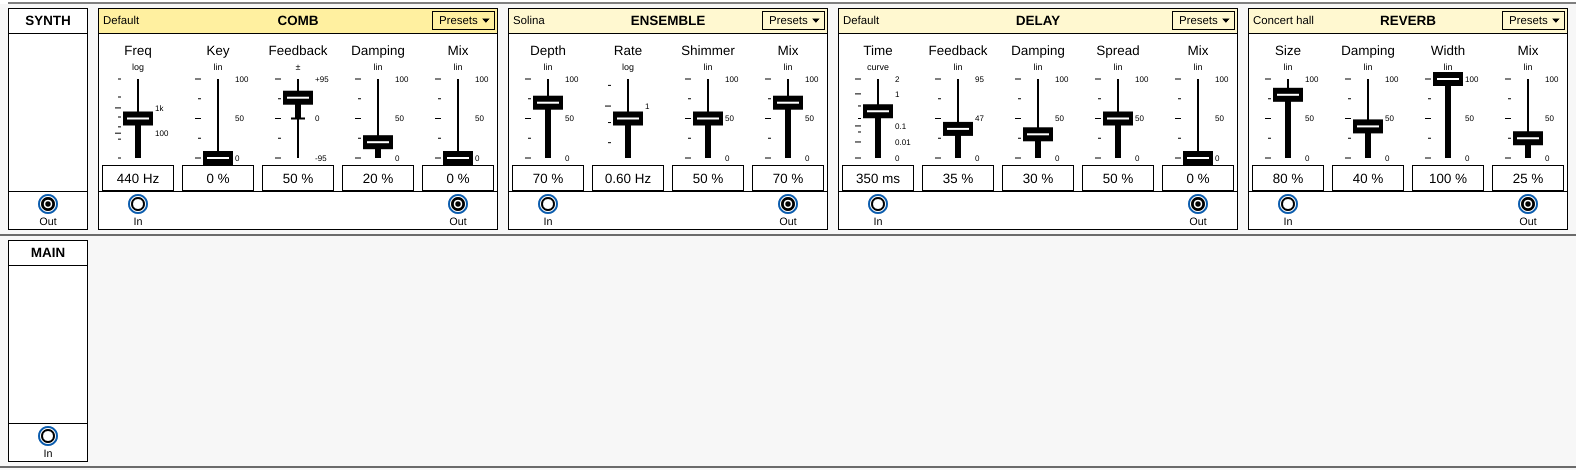 SYNTH
Default COMB Presets
Solina ENSEMBLE Presets
Default DELAY Presets
Concert hall REVERB Presets
Freq Key Feedback Damping Mix
Depth Rate Shimmer Mix
Time Feedback Damping Spread Mix
Size Damping Width Mix
log lin ± lin lin
lin log lin lin
curve lin lin lin lin
lin lin lin lin
100 +95 100 100
100 100 100
2 95 100 100 100
100 100 100 100
1k
1
1
50 0 50 50
50 50 50
47 50 50 50
50 50 50 50
100
0.1
0.01
0 -95 0 0
0 0 0
0 0 0 0 0
0 0 0 0
440 Hz 0 % 50 % 20 % 0 %
70 % 0.60 Hz 50 % 70 %
350 ms 35 % 30 % 50 % 0 %
80 % 40 % 100 % 25 %
Out
In Out
In Out
In Out
In Out
MAIN
In